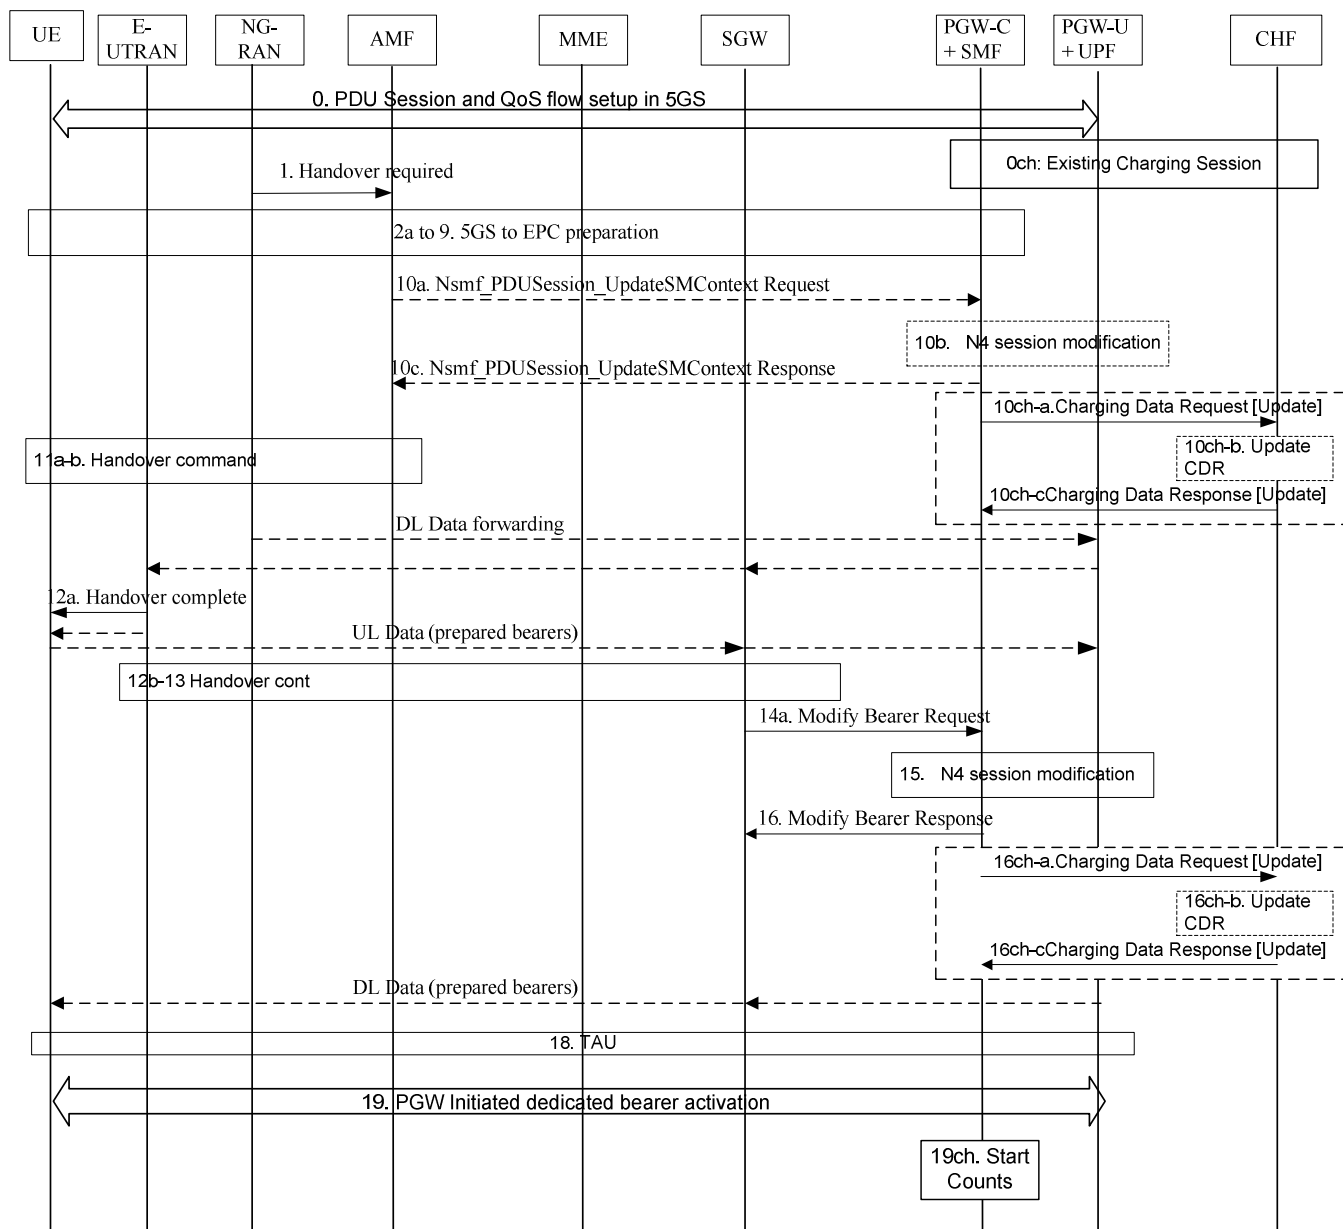 UE
E-
UTRAN
NG-
RAN
AMF
MME
SGW
PGW-C
+ SMF
PGW-U
+ UPF
CHF
0. PDU Session and QoS flow setup in 5GS
0ch: Existing Charging Session
1. Handover required
2a to 9. 5GS to EPC preparation
10a. Nsmf_PDUSession_UpdateSMContext Request
10b. N4 session modification
10c. Nsmf_PDUSession_UpdateSMContext Response
10ch-a.Charging Data Request [Update]
10ch-b. Update
CDR
11a-b. Handover command
10ch-cCharging Data Response [Update]
DL Data forwarding
12a. Handover complete
UL Data (prepared bearers)
12b-13 Handover cont
14a. Modify Bearer Request
15. N4 session modification
16. Modify Bearer Response
16ch-a.Charging Data Request [Update]
16ch-b. Update
CDR
16ch-cCharging Data Response [Update]
DL Data (prepared bearers)
18. TAU
19. PGW Initiated dedicated bearer activation
19ch. Start
Counts